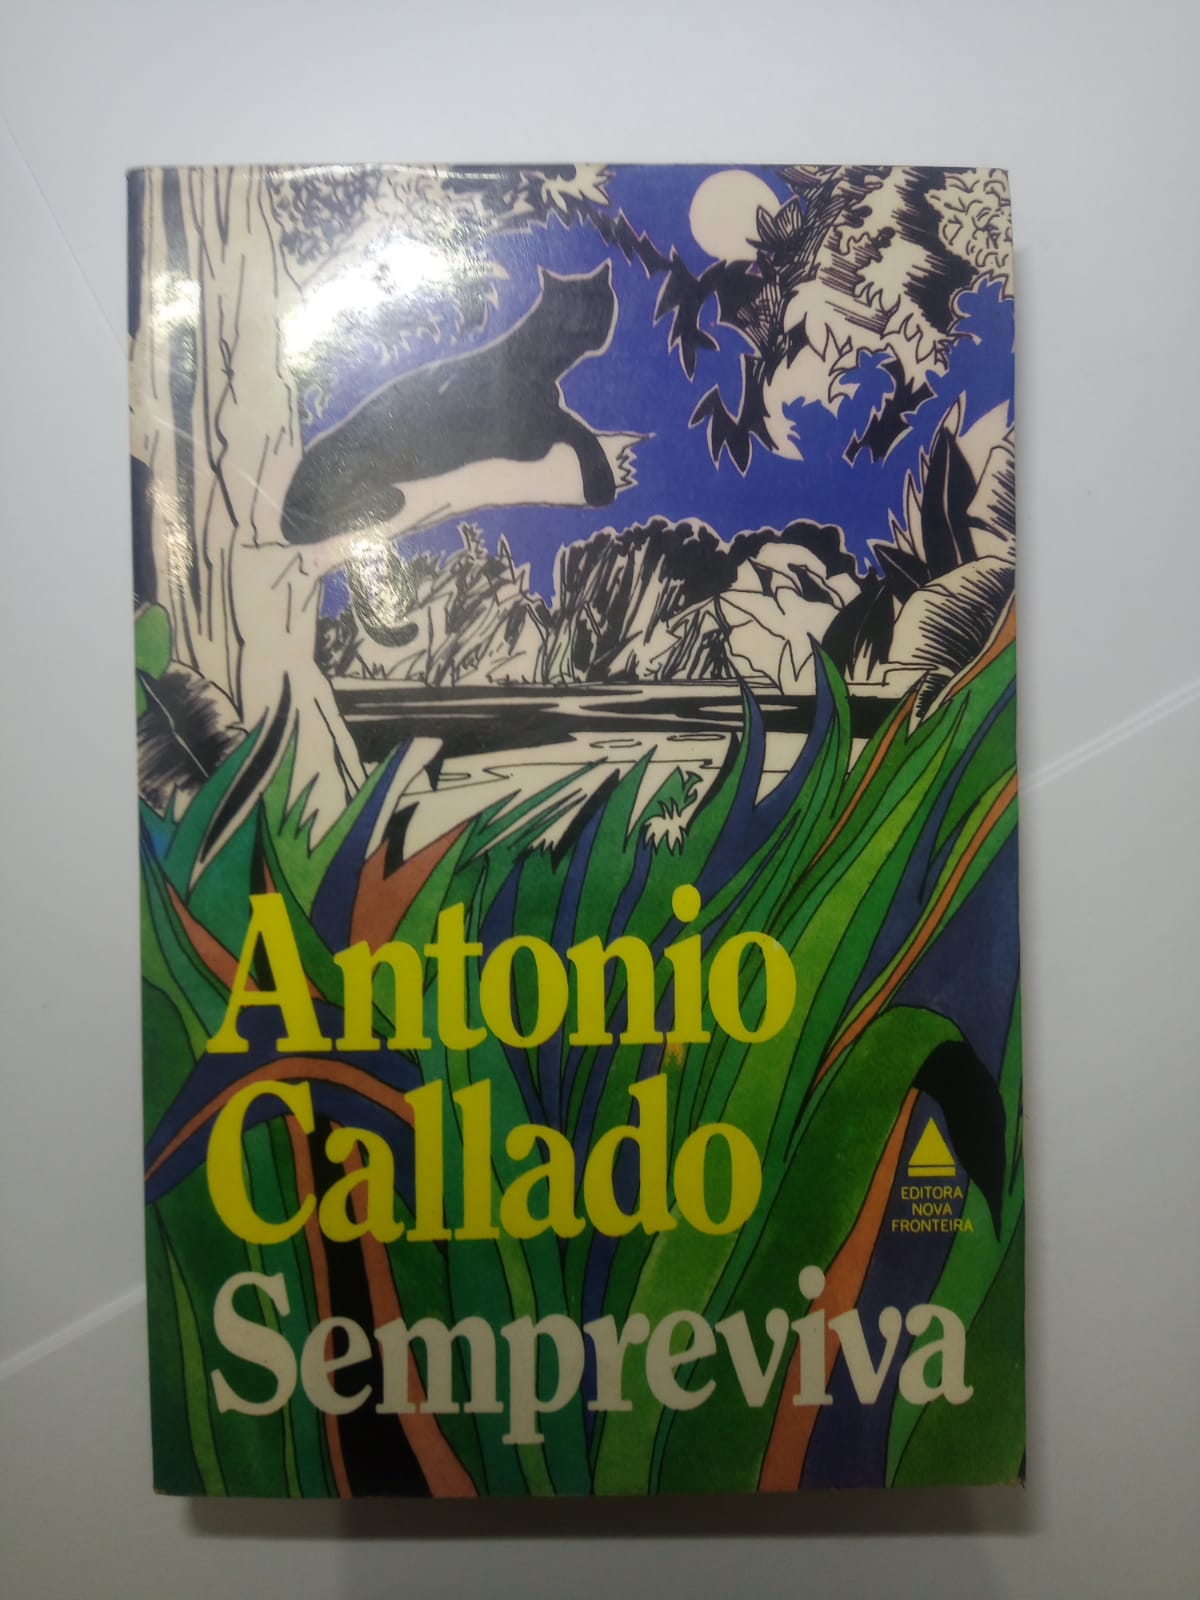 Antonio
Callado
EDITORA
NOVA
FRONTEIRA
Sempreviva